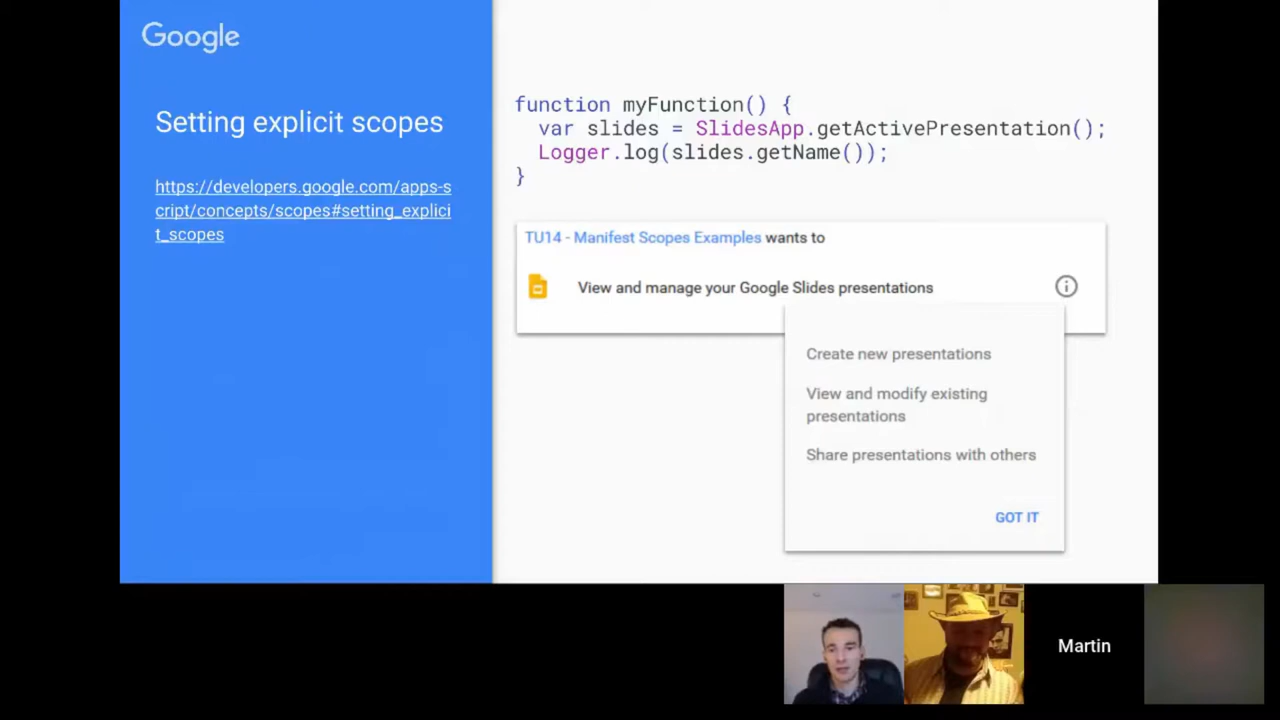 Google
Setting explicit scopes
https://developers.google.com/apps-s
cript/concepts/scopes#setting_explici
t_scopes
function myFunction() {
  var slides = SlidesApp.getActivePresentation();
  Logger.log(slides.getName());
}
TU14 - Manifest Scopes Examples wants to
View and manage your Google Slides presentations
Create new presentations
View and modify existing
presentations
Share presentations with others
GOT IT
Martin